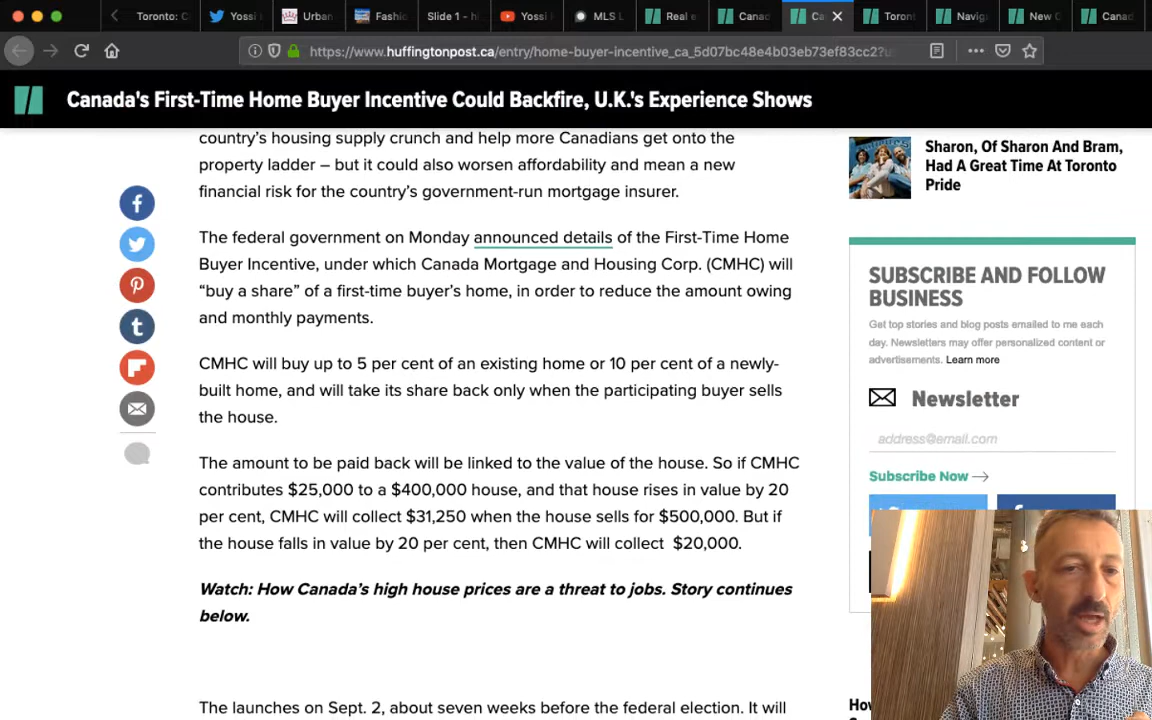 Toronto: C
Yossi
Urban
Fashio
Slide 1 - h
Yossi
MLS L
Real e
Canad
Ca
Toront
Navig
New C
Canad
https://www.huffingtonpost.ca/entry/home-buyer-incentive_ca_5d07bc48e4b03eb73ef83cc2?u
Canada's First-Time Home Buyer Incentive Could Backfire, U.K.'s Experience Shows
country's housing supply crunch and help more Canadians get onto the
property ladder – but it could also worsen affordability and mean a new
financial risk for the country's government-run mortgage insurer.
The federal government on Monday announced details of the First-Time Home
Buyer Incentive, under which Canada Mortgage and Housing Corp. (CMHC) will
“buy a share” of a first-time buyer's home, in order to reduce the amount owing
and monthly payments.
CMHC will buy up to 5 per cent of an existing home or 10 per cent of a newly-
built home, and will take its share back only when the participating buyer sells
the house.
The amount to be paid back will be linked to the value of the house. So if CMHC
contributes $25,000 to a $400,000 house, and that house rises in value by 20
per cent, CMHC will collect $31,250 when the house sells for $500,000. But if
the house falls in value by 20 per cent, then CMHC will collect $20,000.
Watch: How Canada's high house prices are a threat to jobs. Story continues
below.
The launches on Sept. 2, about seven weeks before the federal election. It will
Sharon, Of Sharon And Bram,
Had A Great Time At Toronto
Pride
SUBSCRIBE AND FOLLOW
BUSINESS
Get top stories and blog posts emailed to me each
day. Newsletters may offer personalized content or
advertisements. Learn more
Newsletter
address@email.com
Subscribe Now